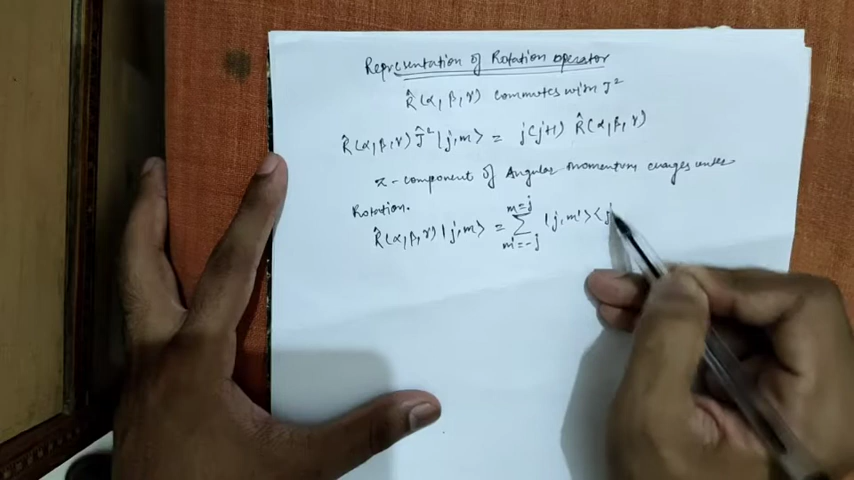 Representation of Rotation operator
R̂(α, β, γ) commutes with J²
R̂(α, β, γ) Ĵ² |j, m> = j(j+1) R̂(α, β, γ)
z-component of Angular momentum changes under
Rotation.
R̂(α, β, γ) |j, m> = Σ_{m'=-j}^{m=j} |j, m'> <j